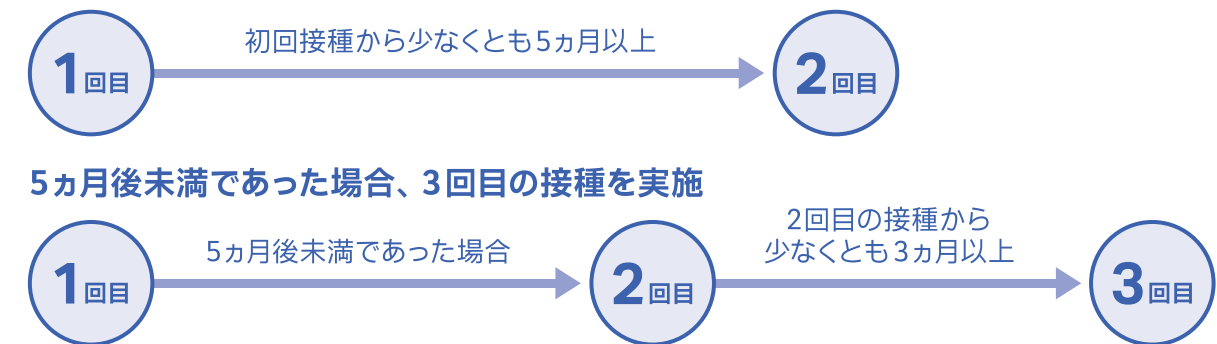 初回接種から少なくとも5ヵ月以上
1回目
2回目
5ヵ月後未満であった場合、3回目の接種を実施
5ヵ月後未満であった場合
2回目の接種から
少なくとも3ヵ月以上
1回目
2回目
3回目